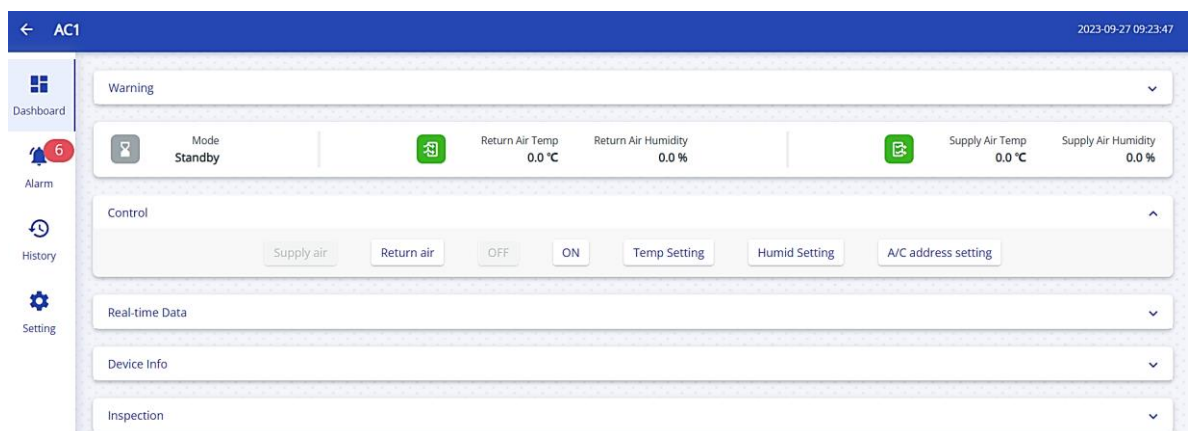 AC1
2023-09-27 09:23:47
Dashboard
6
Alarm
History
Setting
Warning
Mode
Standby
Return Air Temp
0.0 ℃
Return Air Humidity
0.0 %
Supply Air Temp
0.0 ℃
Supply Air Humidity
0.0 %
Control
Supply air
Return air
OFF
ON
Temp Setting
Humid Setting
A/C address setting
Real-time Data
Device Info
Inspection